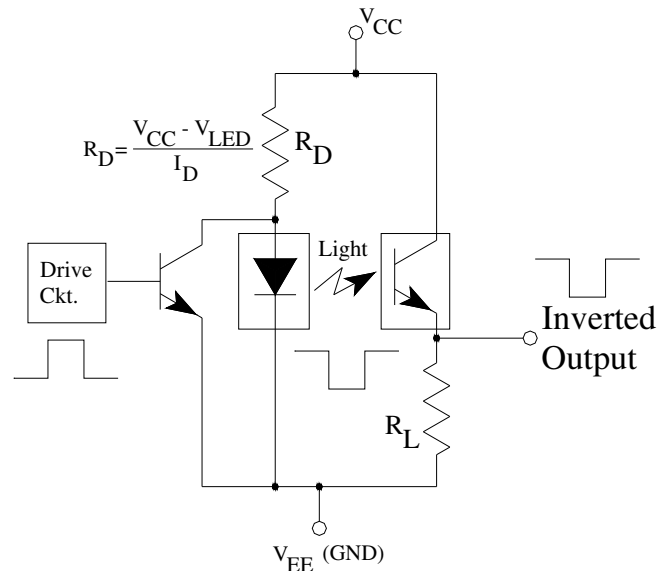 VCC
RD= VCC - VLED
ID
RD
Drive
Ckt.
Light
Inverted
Output
RL
VEE (GND)